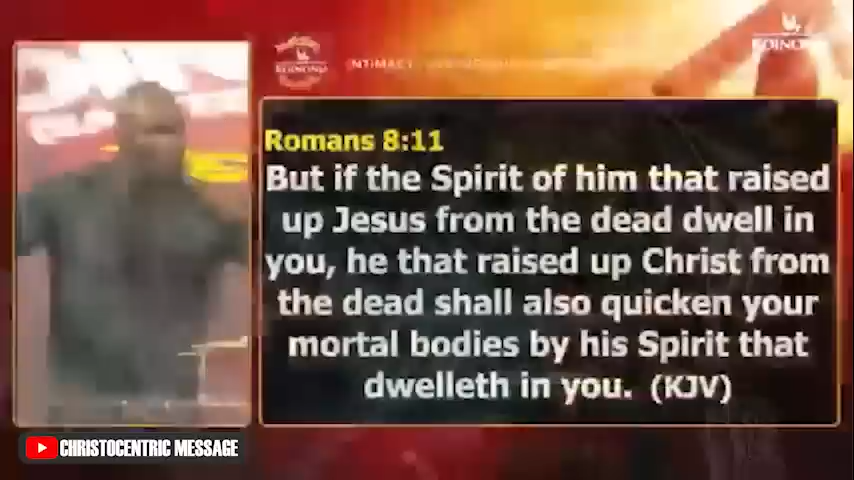 KOINONIA
INTIMACY
Romans 8:11
But if the Spirit of him that raised
up Jesus from the dead dwell in
you, he that raised up Christ from
the dead shall also quicken your
mortal bodies by his Spirit that
dwelleth in you. (KJV)
CHRISTOCENTRIC MESSAGE